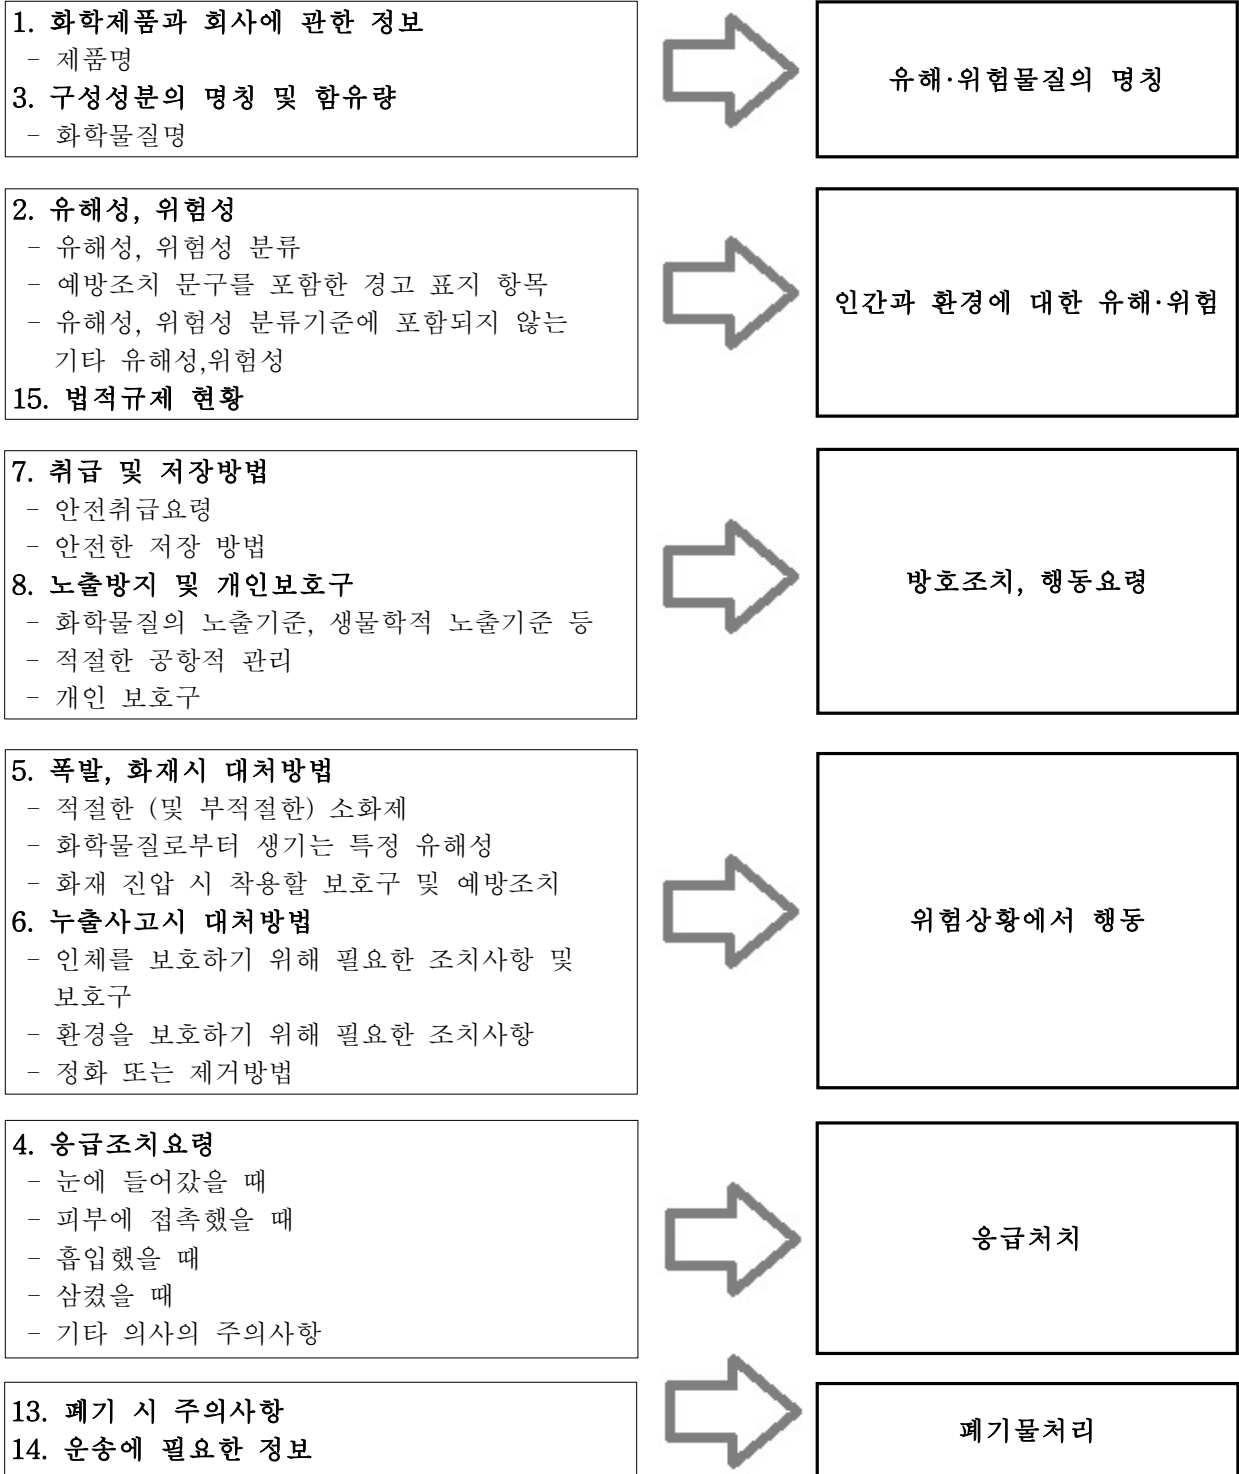 1. 화학제품과 회사에 관한 정보
- 제품명
3. 구성성분의 명칭 및 함유량
- 화학물질명
유해·위험물질의 명칭
2. 유해성, 위험성
- 유해성, 위험성 분류
- 예방조치 문구를 포함한 경고 표지 항목
- 유해성, 위험성 분류기준에 포함되지 않는
기타 유해성,위험성
15. 법적규제 현황
인간과 환경에 대한 유해·위험
7. 취급 및 저장방법
- 안전취급요령
- 안전한 저장 방법
8. 노출방지 및 개인보호구
- 화학물질의 노출기준, 생물학적 노출기준 등
- 적절한 공항적 관리
- 개인 보호구
방호조치, 행동요령
5. 폭발, 화재시 대처방법
- 적절한 (및 부적절한) 소화제
- 화학물질로부터 생기는 특정 유해성
- 화재 진압 시 착용할 보호구 및 예방조치
6. 누출사고시 대처방법
- 인체를 보호하기 위해 필요한 조치사항 및
보호구
- 환경을 보호하기 위해 필요한 조치사항
- 정화 또는 제거방법
위험상황에서 행동
4. 응급조치요령
- 눈에 들어갔을 때
- 피부에 접촉했을 때
- 흡입했을 때
- 삼켰을 때
- 기타 의사의 주의사항
응급처치
13. 폐기 시 주의사항
14. 운송에 필요한 정보
폐기물처리